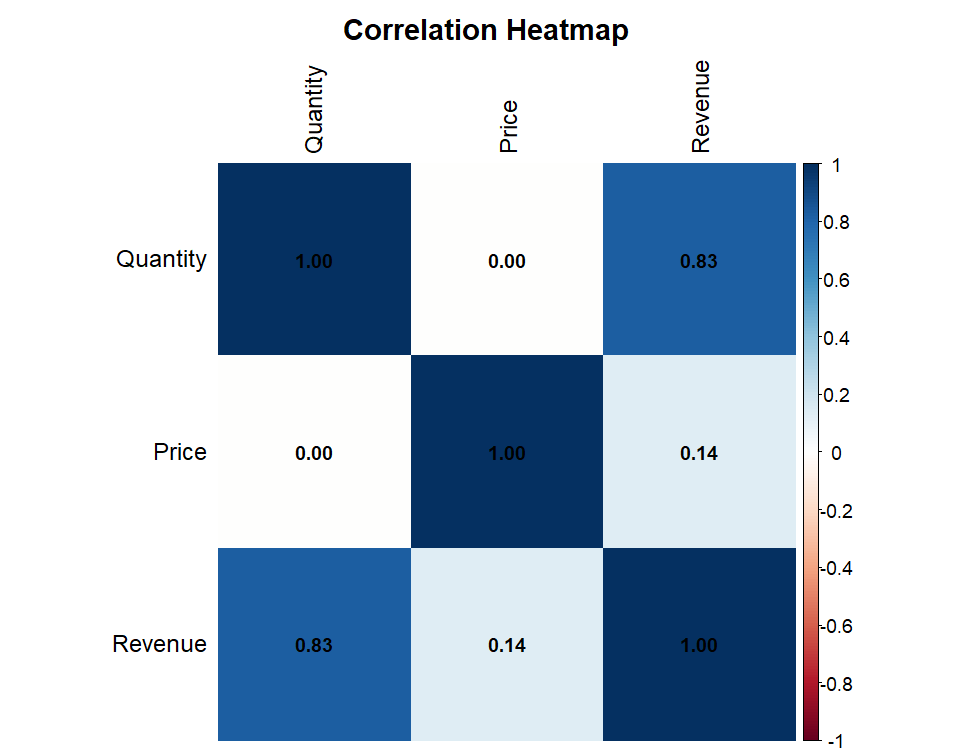 Correlation Heatmap
Quantity
Price
Revenue
Quantity
1.00
0.00
0.83
Price
0.00
1.00
0.14
Revenue
0.83
0.14
1.00
1
0.8
0.6
0.4
0.2
0
-0.2
-0.4
-0.6
-0.8
-1